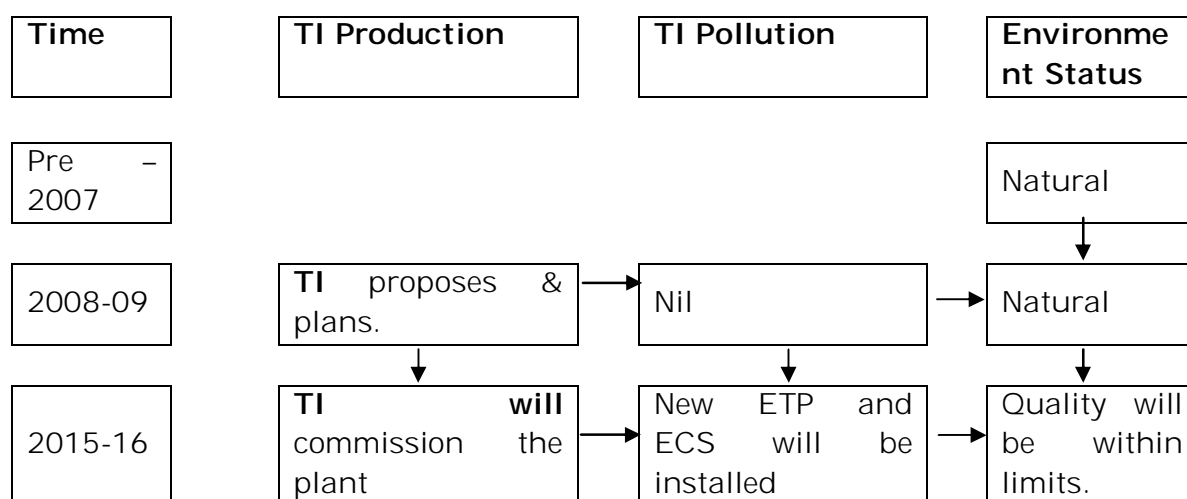 Time
TI Production
TI Pollution
Environme
nt Status
Pre –
2007
Natural
2008-09
TI proposes &
plans.
Nil
Natural
2015-16
TI will
commission the
plant
New ETP and
ECS will be
installed
Quality will
be within
limits.